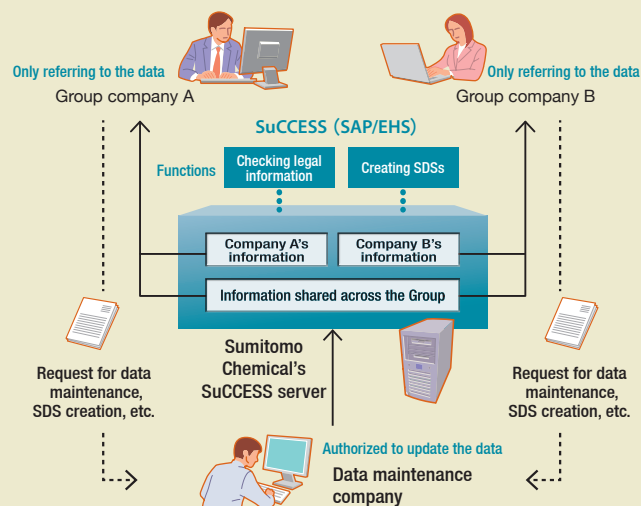 Only referring to the data
Group company A
Only referring to the data
Group company B
SuCCESS (SAP/EHS)
Functions
Checking legal
information
Creating SDSs
Company A's
information
Company B's
information
Information shared across the Group
Sumitomo
Chemical's
SuCCESS server
Request for data
maintenance,
SDS creation, etc.
Request for data
maintenance,
SDS creation, etc.
Authorized to update the data
Data maintenance
company